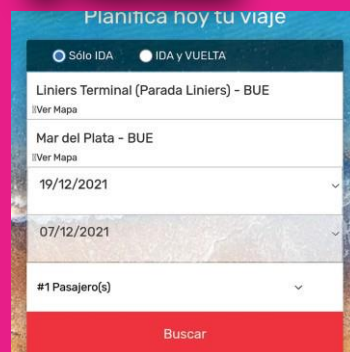 Planifica hoy tu viaje
Sólo IDA IDA y VUELTA
Liniers Terminal (Parada Liniers) - BUE
Ver Mapa
Mar del Plata - BUE
Ver Mapa
19/12/2021
07/12/2021
#1 Pasajero(s)
Buscar